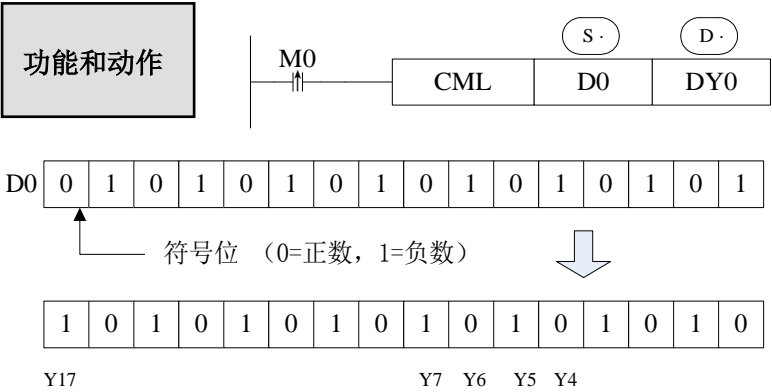 功能和动作
M0
S·
D·
CML D0 DY0
D0 0 1 0 1 0 1 0 1 0 1 0 1 0 1 0 1
符号位 （0=正数，1=负数）
1 0 1 0 1 0 1 0 1 0 1 0 1 0 1 0
Y17 Y7 Y6 Y5 Y4